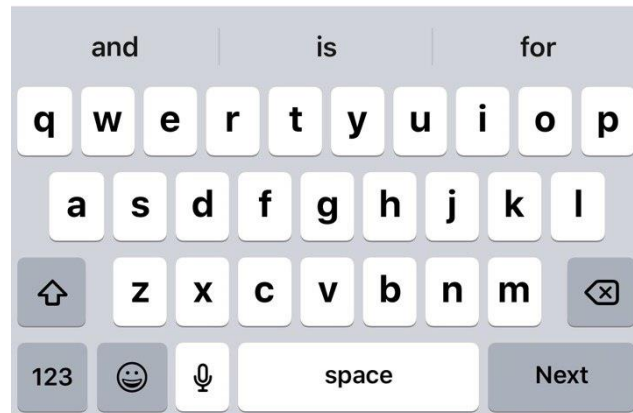 and is for
q w e r t y u i o p
a s d f g h j k l
z x c v b n m
123 space Next